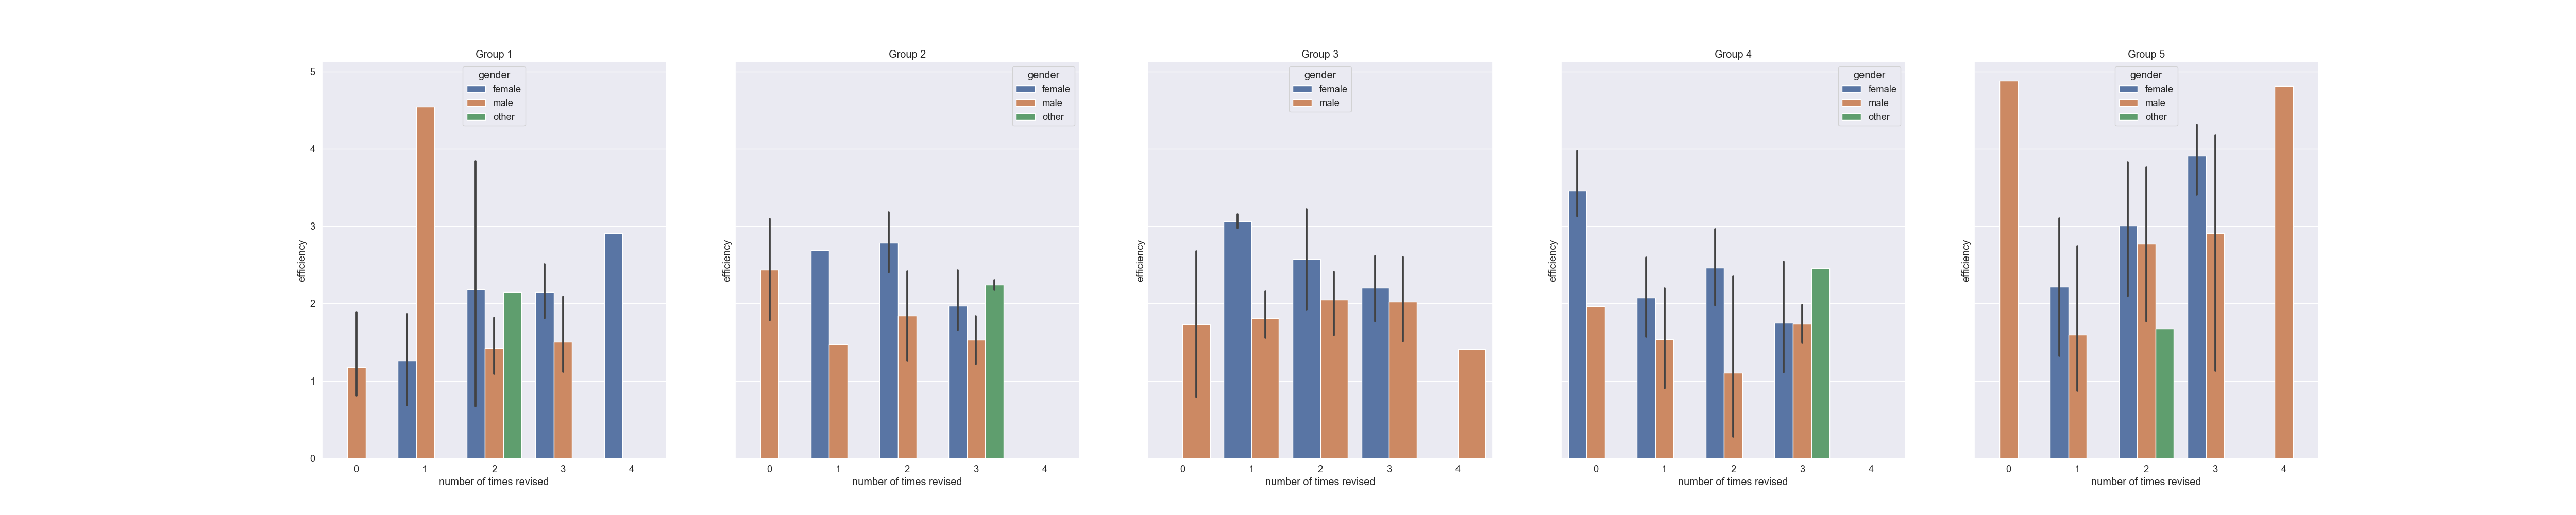 Group 1
gender
female
male
other
5
4
3
2
1
0
efficiency
0 1 2 3 4
number of times revised
Group 2
gender
female
male
other
efficiency
0 1 2 3 4
number of times revised
Group 3
gender
female
male
efficiency
0 1 2 3 4
number of times revised
Group 4
gender
female
male
other
efficiency
0 1 2 3 4
number of times revised
Group 5
gender
female
male
other
efficiency
0 1 2 3 4
number of times revised